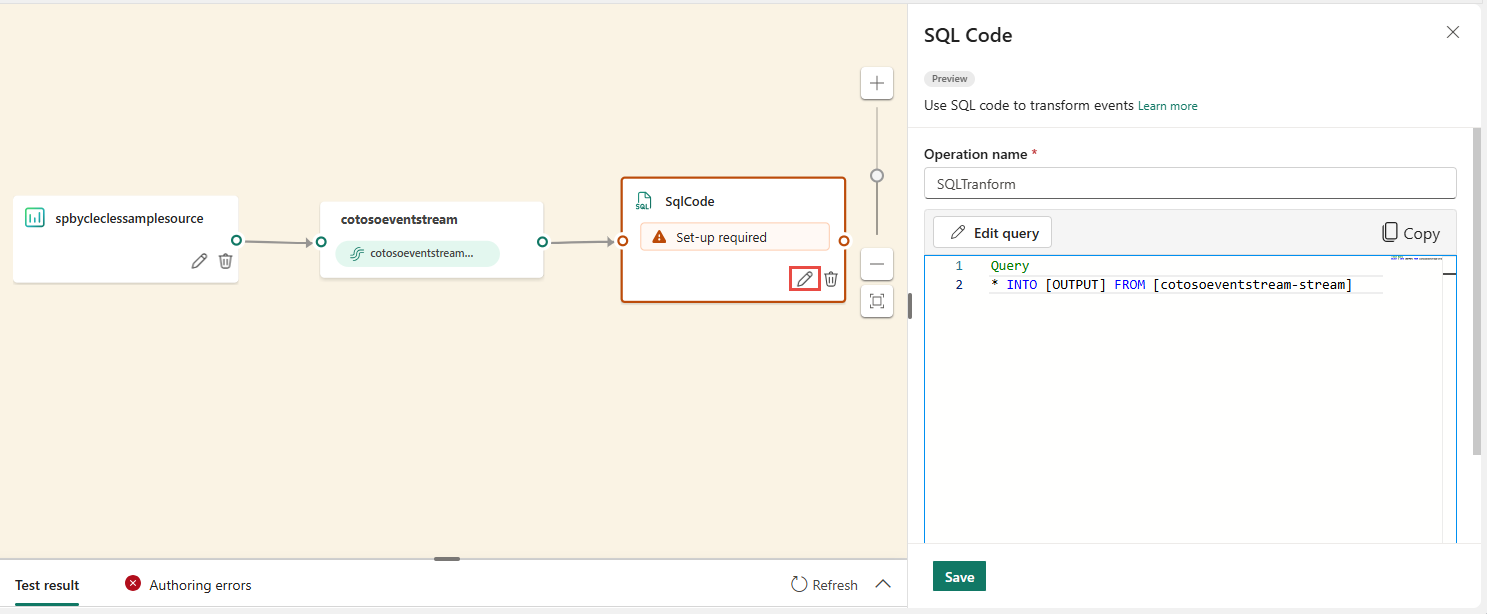 spbycleclessamplesource
cotosoeventstream
cotosoeventstream...
SQL
SqlCode
Set-up required
Test result
Authoring errors
Refresh
SQL Code
Preview
Use SQL code to transform events Learn more
Operation name *
SQLTranform
Edit query
Copy
1 Query
2 * INTO [OUTPUT] FROM [cotosoeventstream-stream]
Save